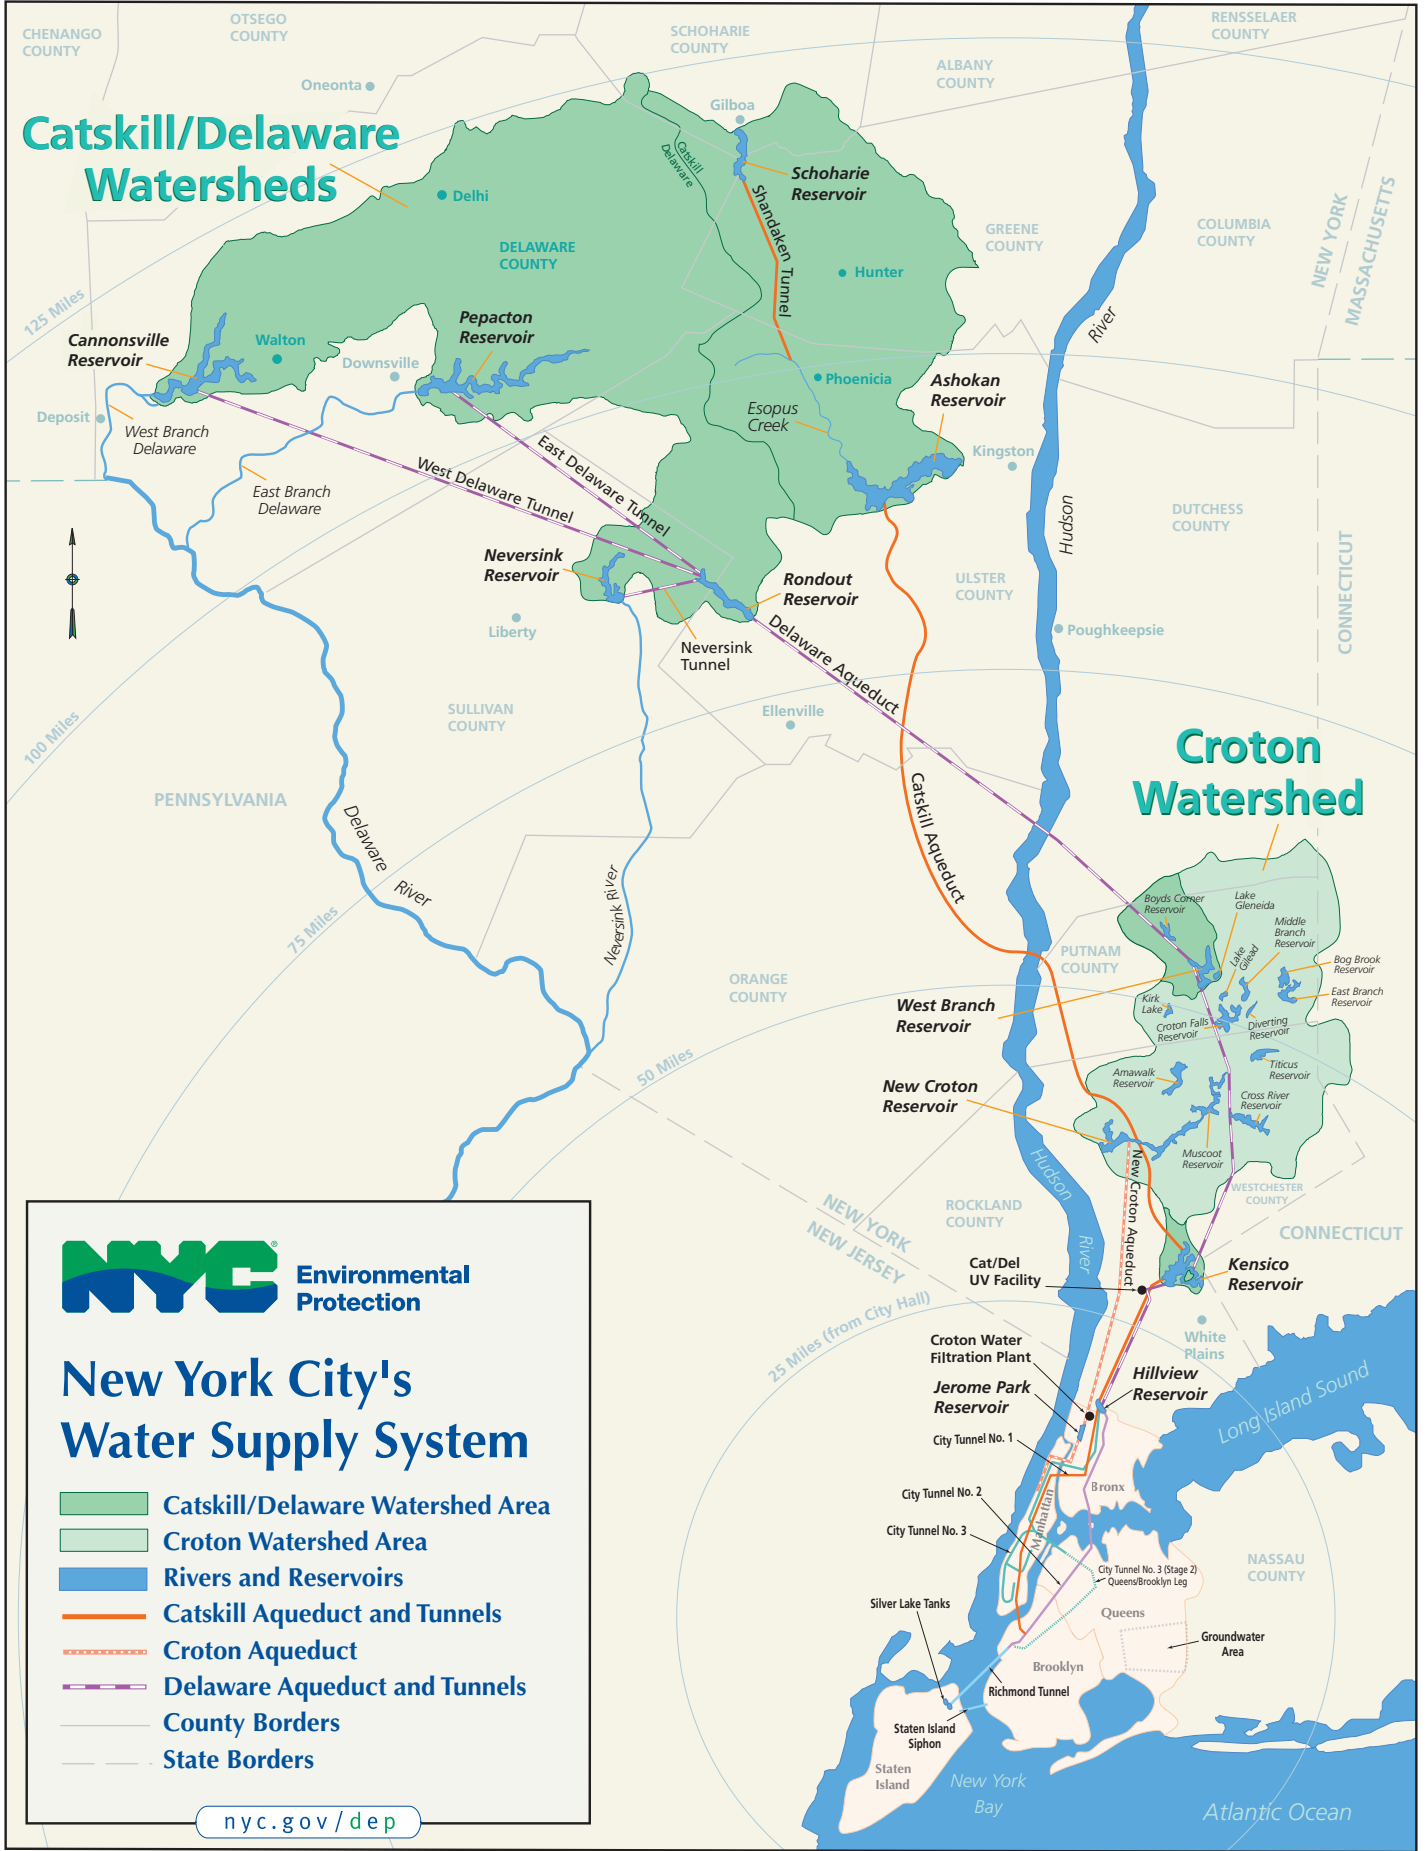 CHENANGO
COUNTY
OTSEGO
COUNTY
SCHOHARIE
COUNTY
ALBANY
COUNTY
RENSSELAER
COUNTY
Oneonta
Gilboa
Catskill/Delaware
Watersheds
Catskill
Delaware
Schoharie
Reservoir
Delhi
DELAWARE
COUNTY
Shandaken Tunnel
Hunter
GREENE
COUNTY
COLUMBIA
COUNTY
NEW YORK
MASSACHUSETTS
125 Miles
Cannonsville
Reservoir
Walton
Pepacton
Reservoir
Downsville
River
Phoenicia
Ashokan
Reservoir
Deposit
West Branch
Delaware
Esopus
Creek
Kingston
East Delaware Tunnel
West Delaware Tunnel
East Branch
Delaware
Hudson
DUTCHESS
COUNTY
CONNECTICUT
Neversink
Reservoir
Rondout
Reservoir
ULSTER
COUNTY
Liberty
Neversink
Tunnel
Delaware Aqueduct
Poughkeepsie
SULLIVAN
COUNTY
Ellenville
100 Miles
Croton
Watershed
PENNSYLVANIA
Catskill Aqueduct
Delaware
River
Neversink River
75 Miles
Boyds Corner
Reservoir
Lake
Gleneida
Middle
Branch
Reservoir
Lake
Gilead
Bog Brook
Reservoir
East Branch
Reservoir
PUTNAM
COUNTY
ORANGE
COUNTY
West Branch
Reservoir
Kirk
Lake
Croton Falls
Reservoir
Diverting
Reservoir
50 Miles
Titicus
Reservoir
Amawalk
Reservoir
New Croton
Reservoir
Cross River
Reservoir
Muscoot
Reservoir
Hudson
River
New Croton Aqueduct
WESTCHESTER
COUNTY
ROCKLAND
COUNTY
NEW YORK
NEW JERSEY
CONNECTICUT
Cat/Del
UV Facility
Kensico
Reservoir
25 Miles (from City Hall)
White
Plains
Croton Water
Filtration Plant
Hillview
Reservoir
Jerome Park
Reservoir
Long Island Sound
City Tunnel No. 1
City Tunnel No. 2
City Tunnel No. 3
Bronx
Manhattan
City Tunnel No. 3 (Stage 2)
Queens/Brooklyn Leg
NASSAU
COUNTY
Silver Lake Tanks
Queens
Groundwater
Area
Brooklyn
Richmond Tunnel
Staten Island
Siphon
Staten
Island
New York
Bay
Atlantic Ocean
NYC®
Environmental
Protection
New York City's
Water Supply System
Catskill/Delaware Watershed Area
Croton Watershed Area
Rivers and Reservoirs
Catskill Aqueduct and Tunnels
Croton Aqueduct
Delaware Aqueduct and Tunnels
County Borders
State Borders
nyc.gov/dep